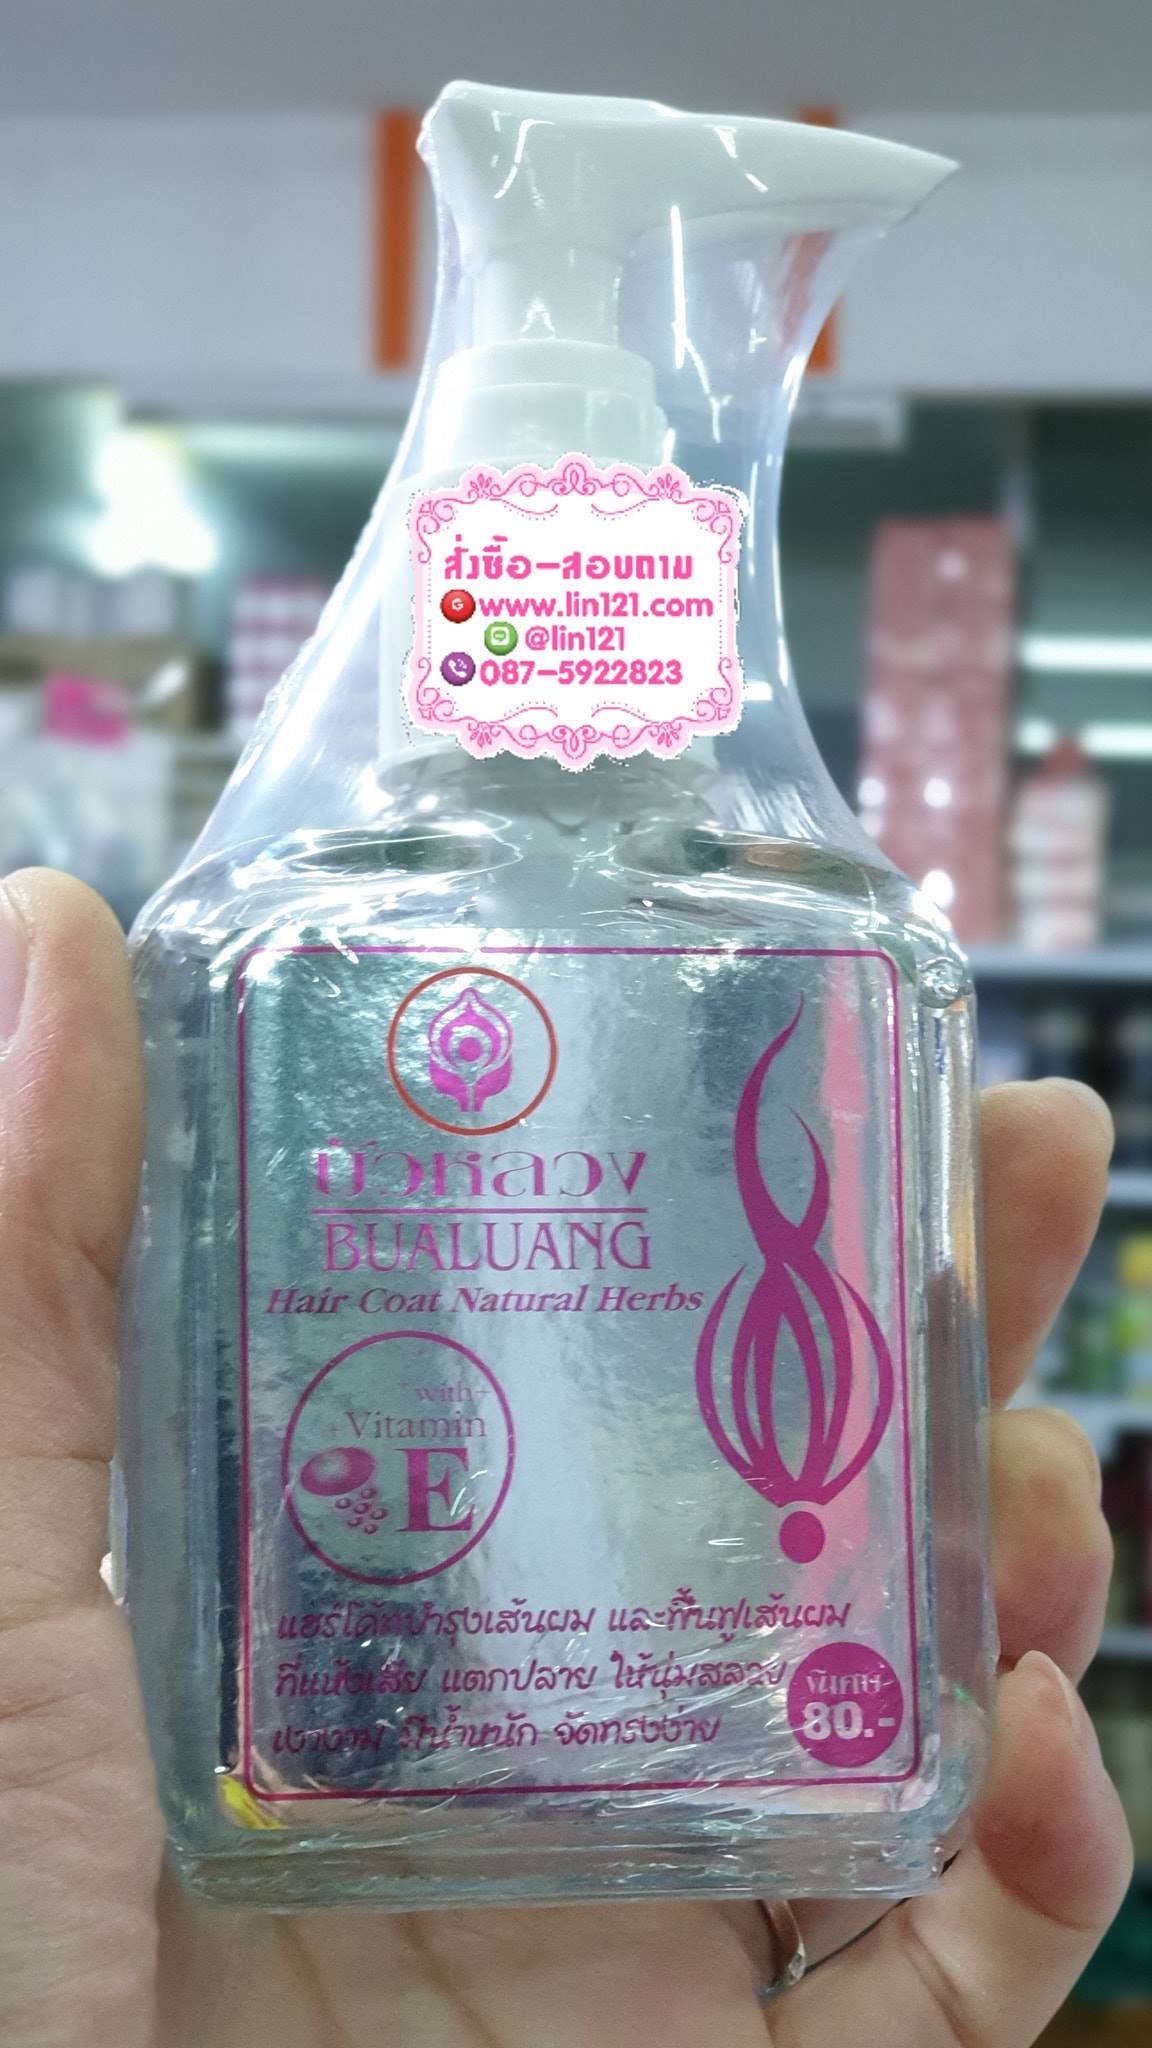 สั่งซื้อ-สอบถาม
www.lin121.com
@lin121
087-5922823
บัวหลวง
BUALUANG
Hair Coat Natural Herbs
with+
+Vitamin
E
แฮร์โค้ทบำรุงเส้นผม และฟื้นฟูเส้นผม
ที่แห้งเสีย แตกปลาย ให้นุ่มสลวย
เงางาม มีน้ำหนัก จัดทรงง่าย
พิเศษ
80.-